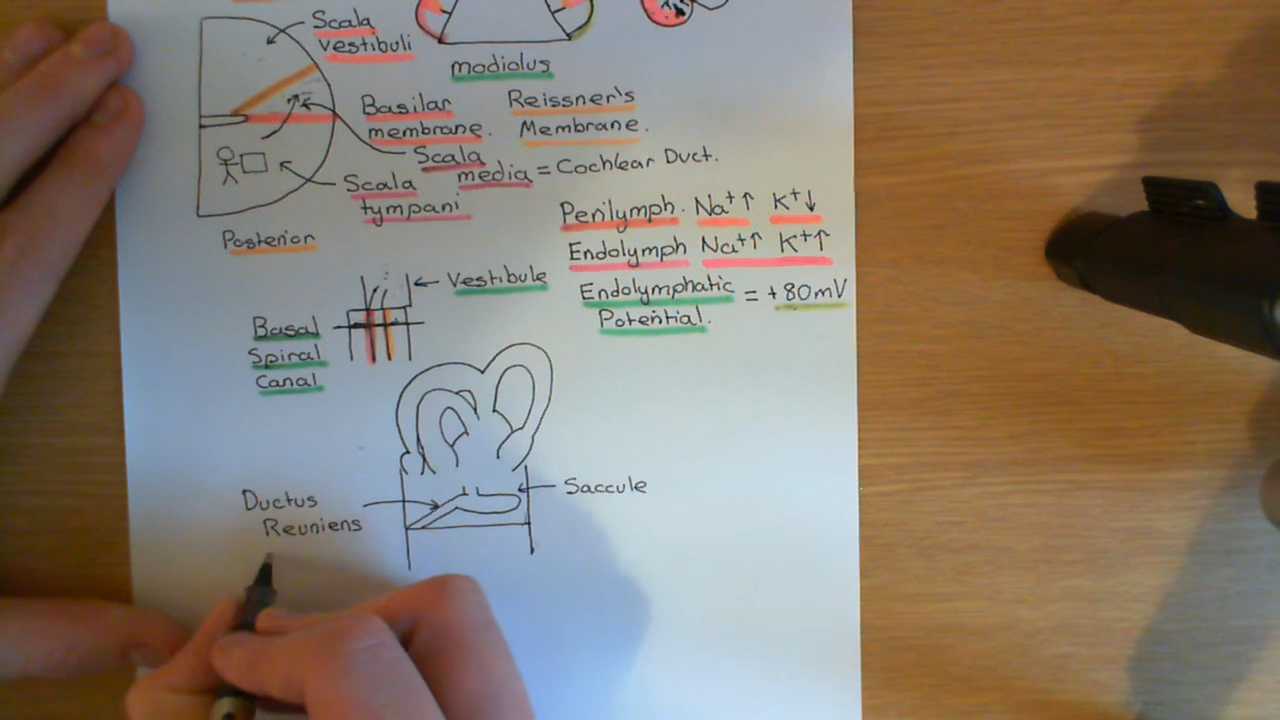 Scala
Vestibuli
modiolus
Basilar
membrane.
Reissner's
Membrane.
Scala
media = Cochlear Duct.
Scala
tympani
Posterior
Perilymph. Na⁺↑ K⁺↓
Endolymph Na⁺↑ K⁺↑
Endolymphatic
Potential. = +80mV
Vestibule
Basal
Spiral
Canal
Saccule
Ductus
Reuniens